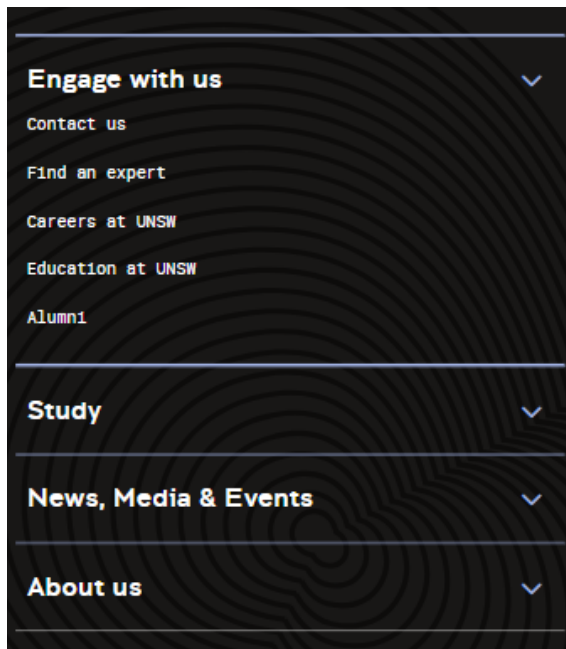 Engage with us
Contact us
Find an expert
Careers at UNSW
Education at UNSW
Alumni
Study
News, Media & Events
About us